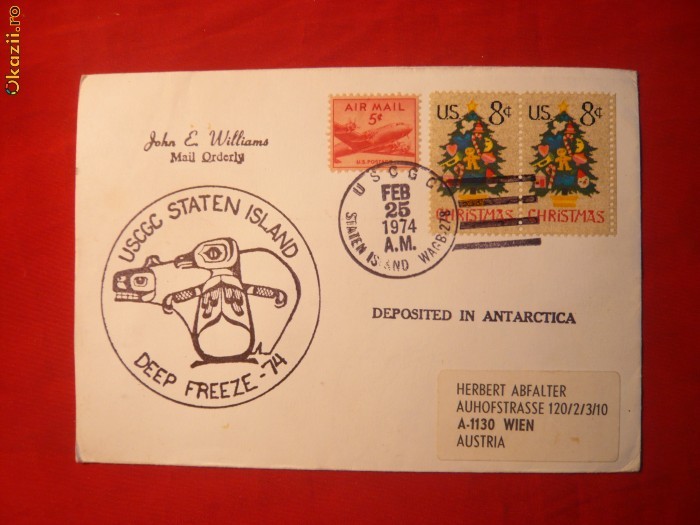 Okazii.ro
John E. Williams
Mail Orderly
AIR MAIL
5¢
U.S. POSTAGE
U.S. 8¢
CHRISTMAS
U.S. 8¢
CHRISTMAS
USCGC
FEB
25
1974
A.M.
STATEN ISLAND WAGB-278
USCGC STATEN ISLAND
DEEP FREEZE -74
DEPOSITED IN ANTARCTICA
HERBERT ABFALTER
AUHOFSTRASSE 120/2/3/10
A-1130 WIEN
AUSTRIA